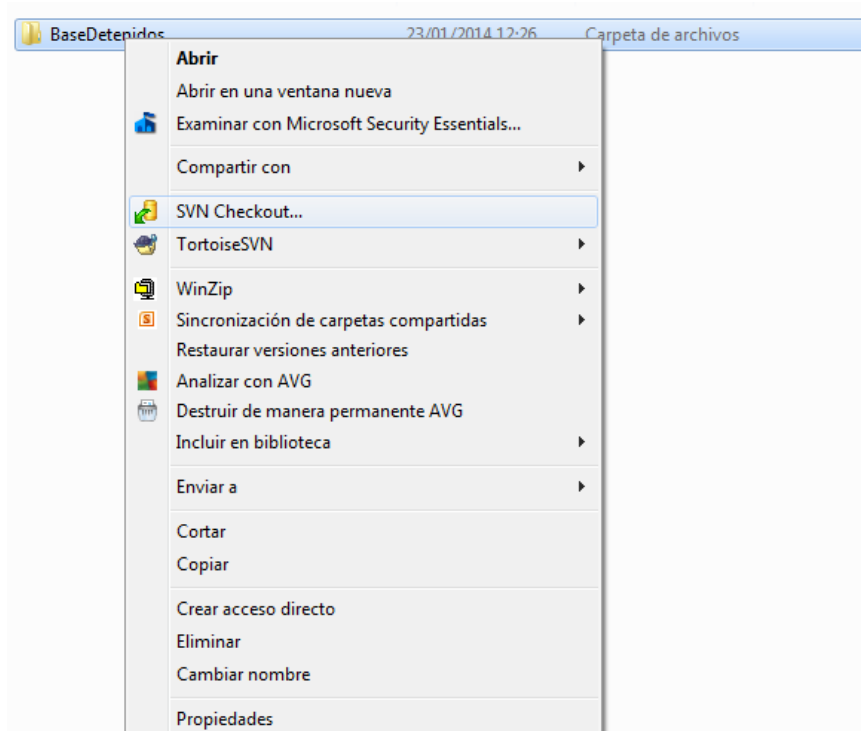 BaseDetenidos 23/01/2014 12:26 Carpeta de archivos
Abrir
Abrir en una ventana nueva
Examinar con Microsoft Security Essentials...
Compartir con
SVN Checkout...
TortoiseSVN
WinZip
Sincronización de carpetas compartidas
Restaurar versiones anteriores
Analizar con AVG
Destruir de manera permanente AVG
Incluir en biblioteca
Enviar a
Cortar
Copiar
Crear acceso directo
Eliminar
Cambiar nombre
Propiedades